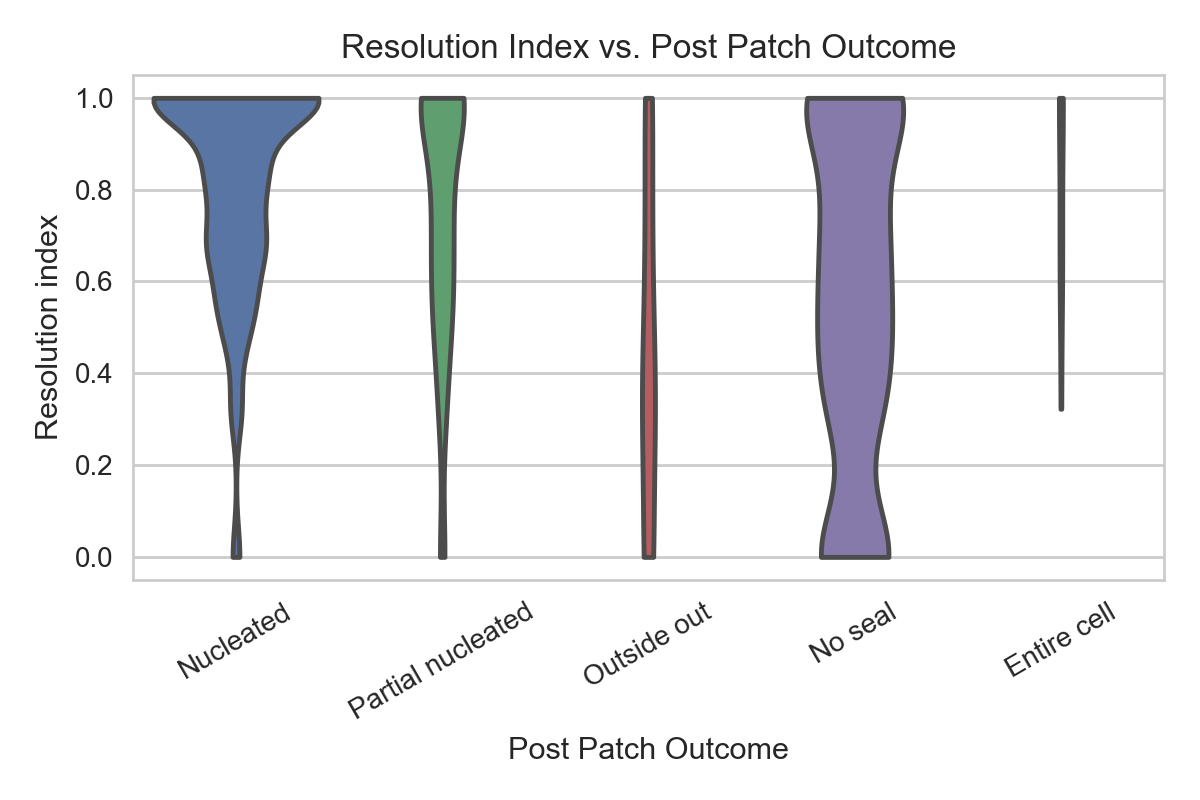 Resolution Index vs. Post Patch Outcome
1.0
0.8
0.6
0.4
0.2
0.0
Resolution index
Nucleated
Partial nucleated
Outside out
No seal
Entire cell
Post Patch Outcome